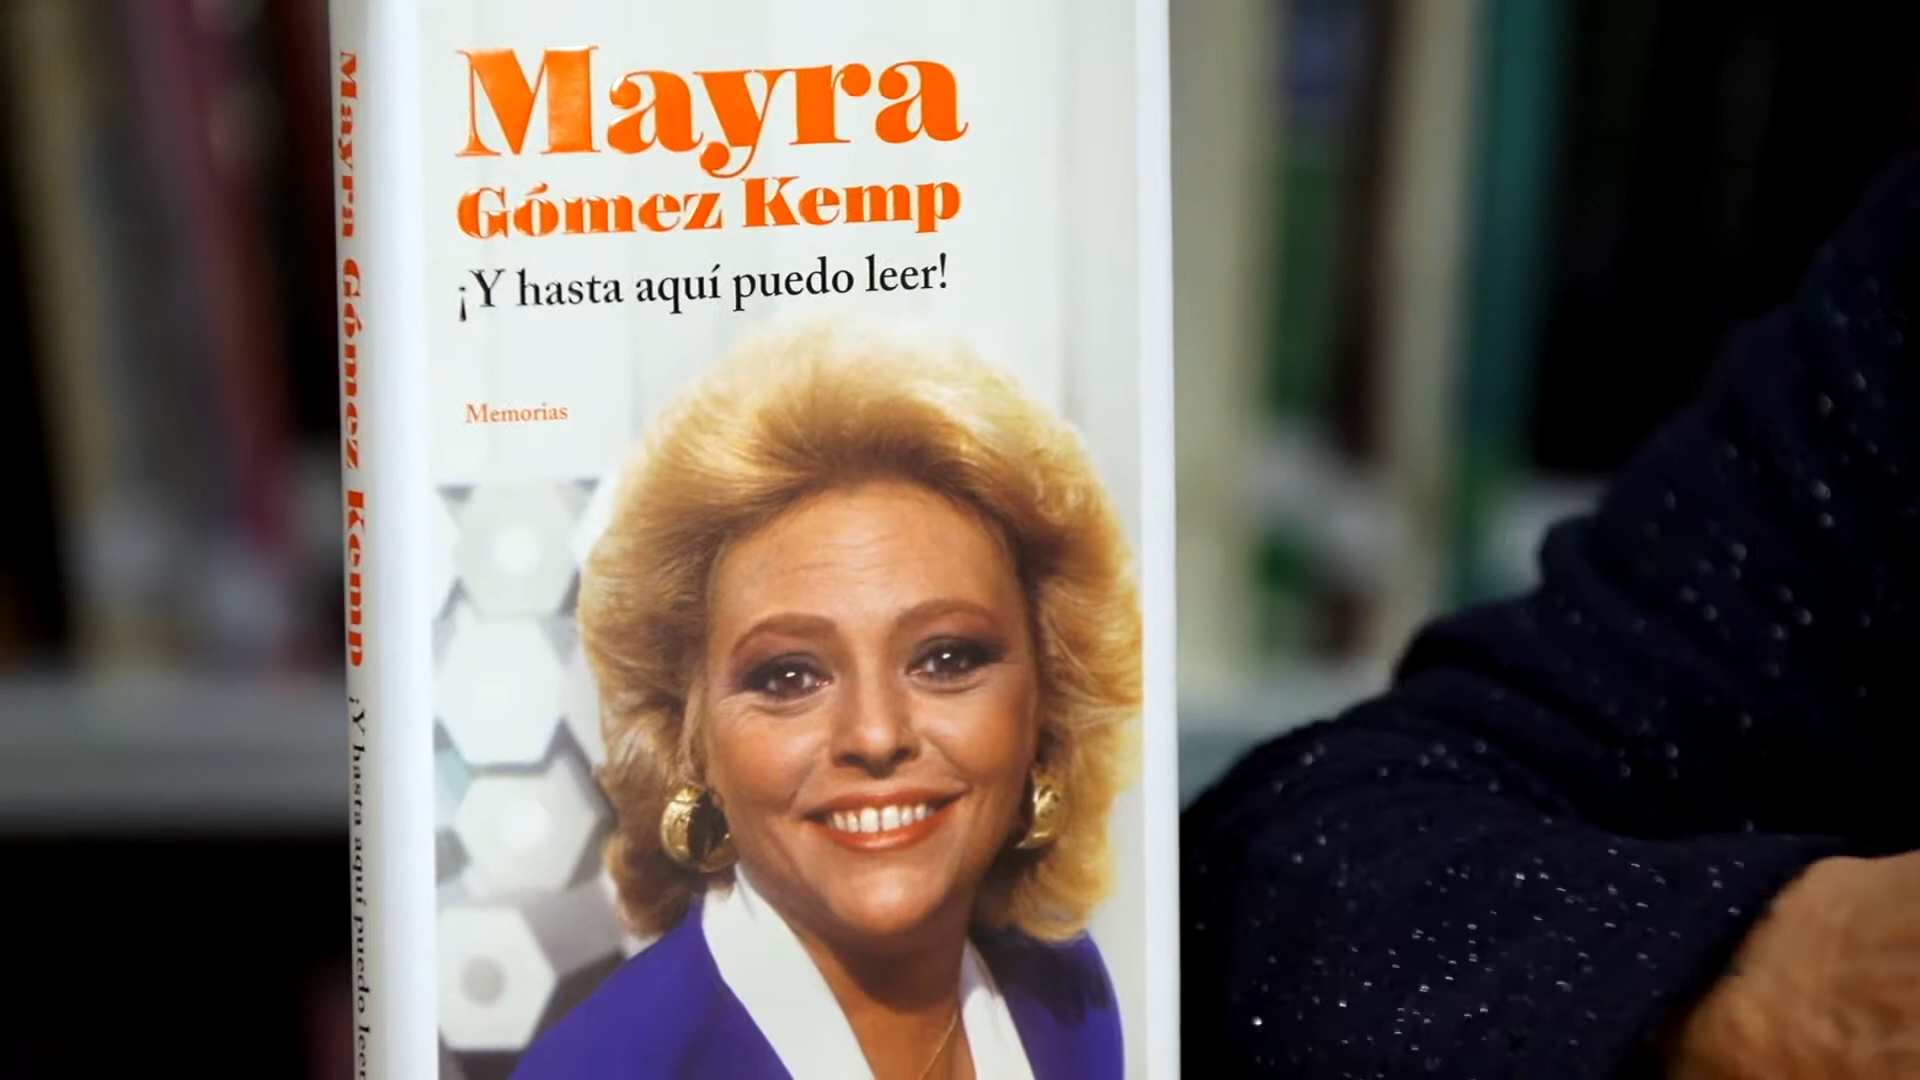 Mayra
Gómez Kemp
¡Y hasta aquí puedo leer!
Memorias
Mayra Gómez Kemp ¡Y hasta aquí puedo leer